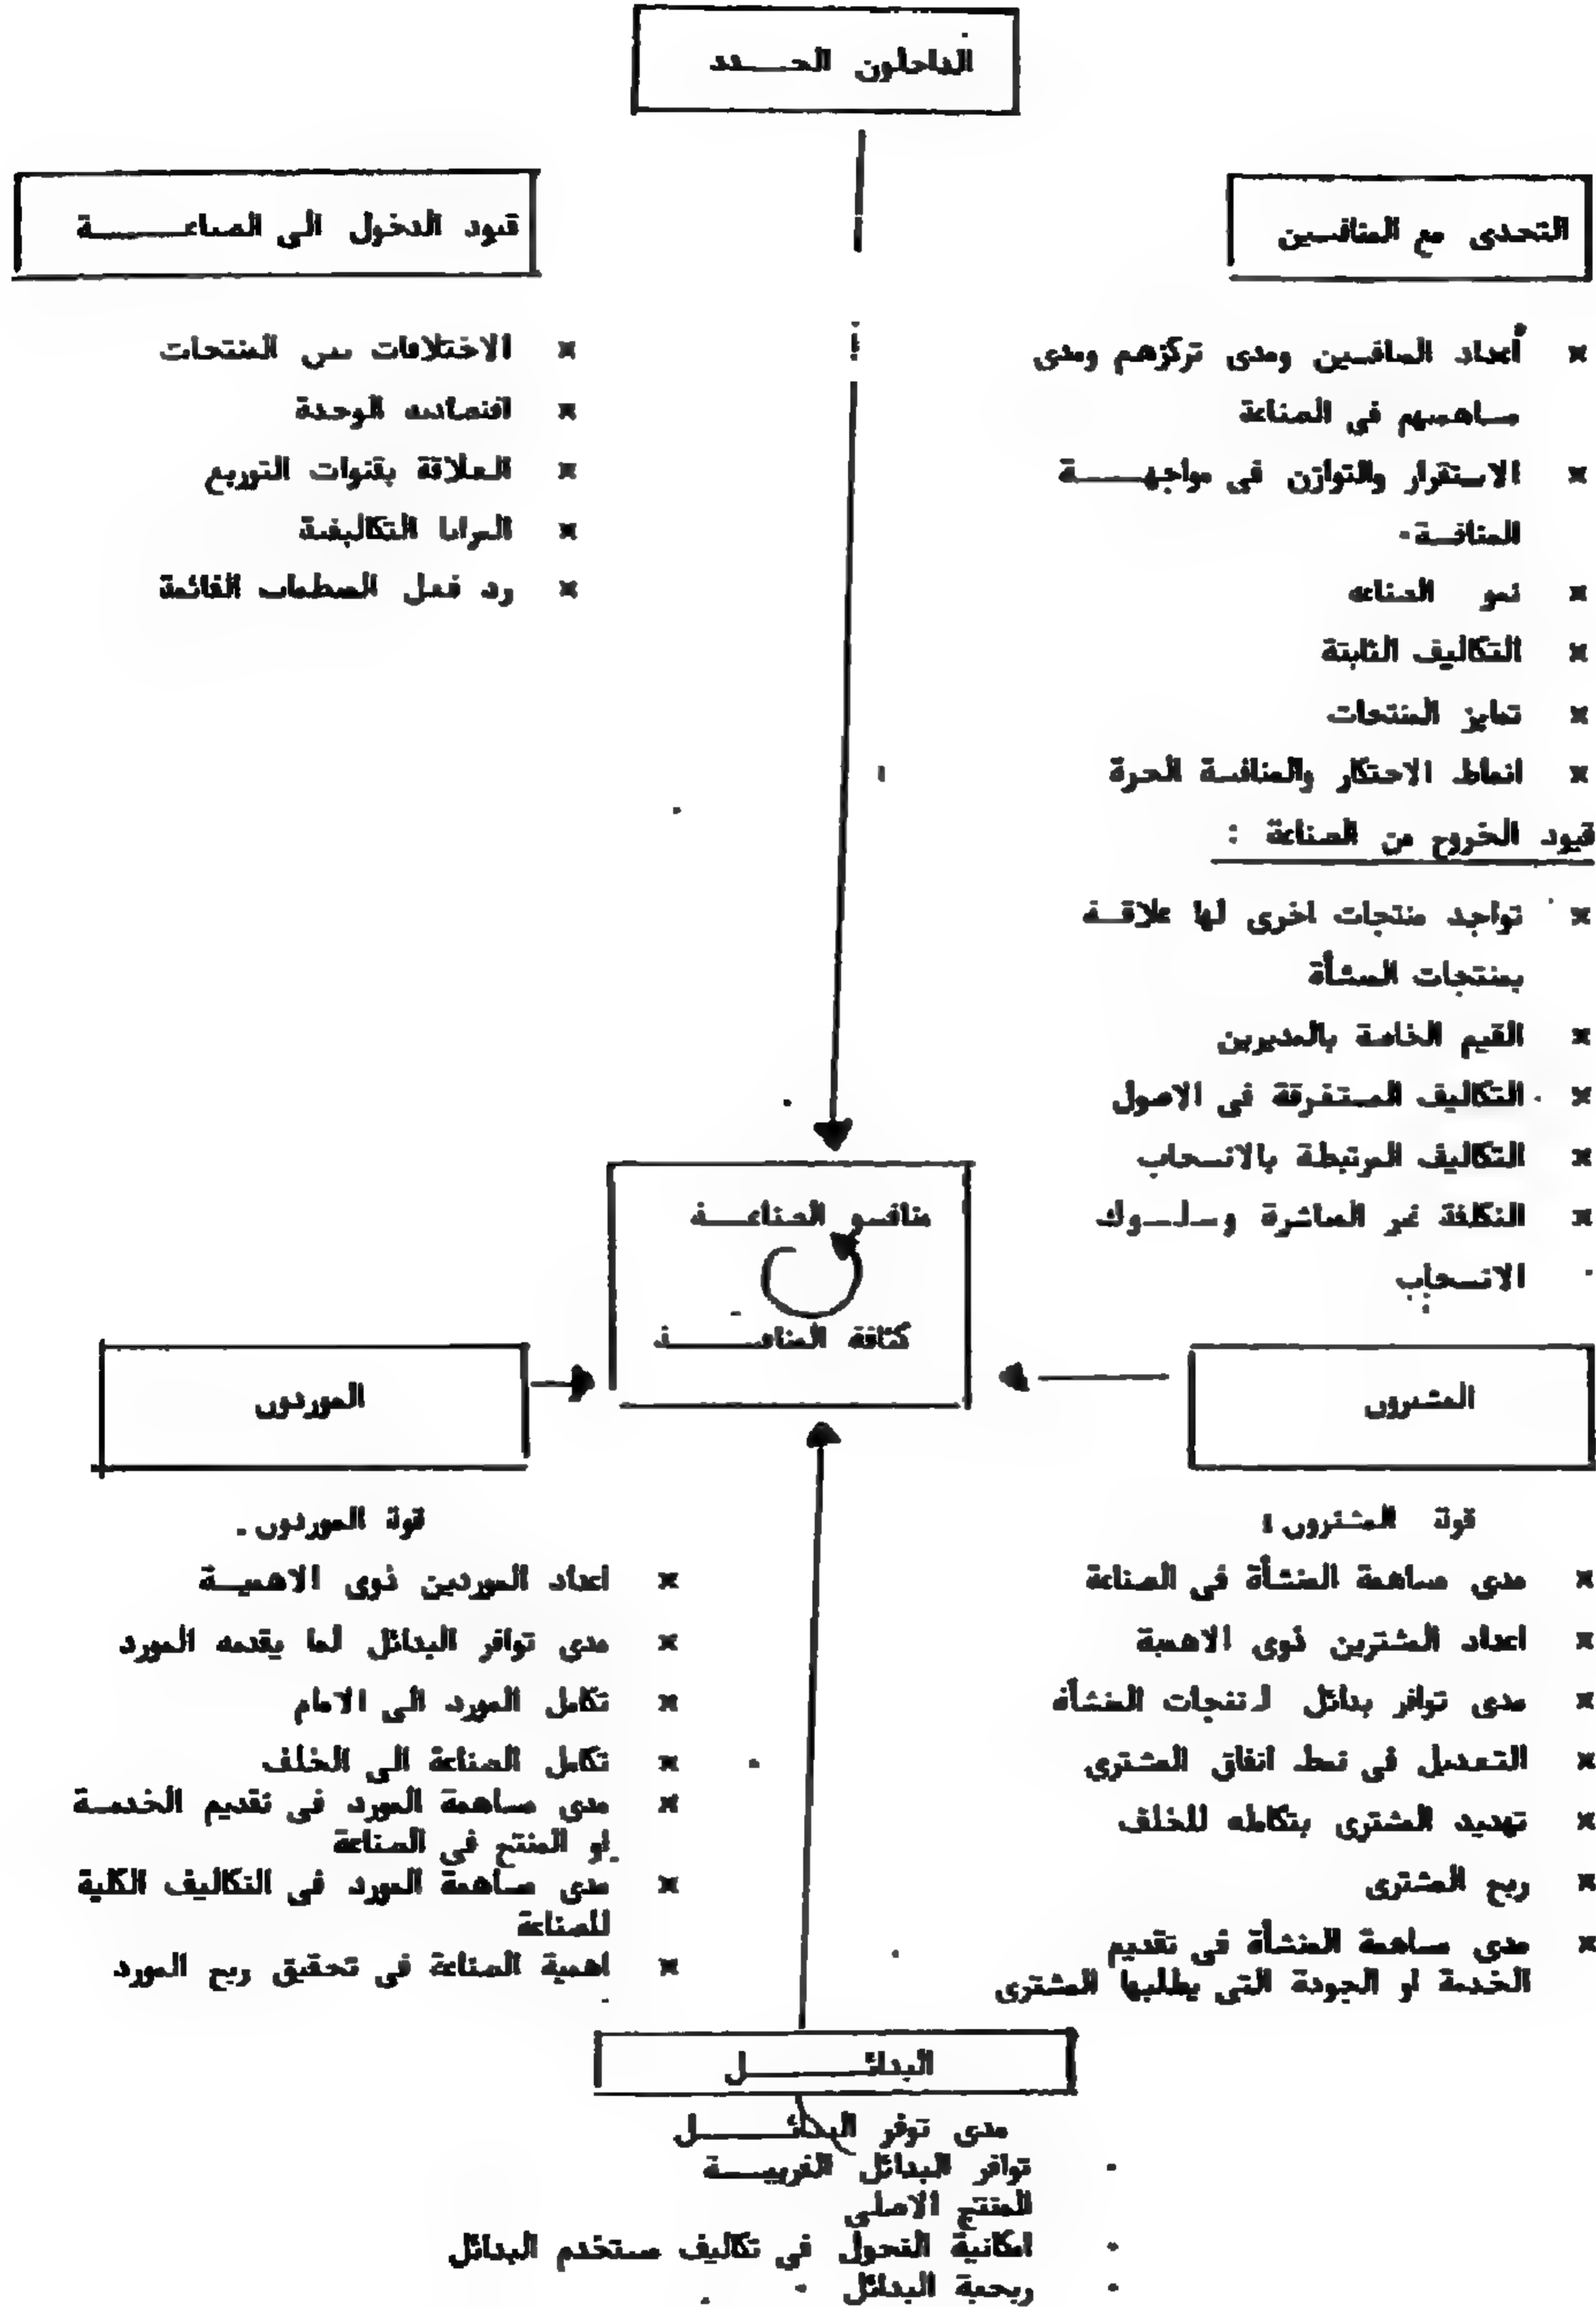 الداخلون الجدد
التحدى مع المنافسين
أعداد المنافسين ومدى تركزهم ومدى
مساهمتهم فى الصناعة
الاستقرار والتوازن فى مواجهة
المنافسة
نمو الصناعه
التكاليف الثابتة
تمايز المنتجات
انماط الاحتكار والمنافسة الحرة
قيود الخروج من الصناعة :
تواجد منتجات اخرى لها علاقة
بمنتجات المنشأة
القيم الخاصة بالمديرين
التكاليف المستغرقة فى الاصول
التكاليف المرتبطة بالانسحاب
التكلفة غير المباشرة وسلوك
الانسحاب
قيود الدخول الى الصناعة
الاختلافات بين المنتجات
اقتصاديه الوحدة
العلاقة بقنوات التوزيع
المزايا التكاليفية
رد فعل المنظمات القائمة
منافسو الصناعة
كثافة المنافسة
المشترون
قوة المشترون :
مدى مساهمة المنشأة فى الصناعة
اعداد المشترين ذوى الاهمية
مدى توافر بدائل لمنتجات المنشأة
التعديل فى نمط انفاق المشترى
تهديد المشترى بتكامله للخلف
ربح المشترى
مدى مساهمة المنشأة فى تقديم
الخدمة او الجودة التى يطلبها المشترى
الموردون
قوة الموردون .
اعداد الموردين ذوى الاهمية
مدى توافر البدائل لما يقدمه المورد
تكامل المورد الى الامام
تكامل الصناعة الى الخلف
مدى مساهمة المورد فى تقديم الخدمة
او المنتج فى الصناعة
مدى مساهمة المورد فى التكاليف الكلية
للصناعة
اهمية الصناعة فى تحقيق ربح المورد
البدائل
مدى توفر البدائل
توافر البدائل القريبة
للمنتج الاصلى
امكانية التحول فى تكاليف مستخدم البدائل
ربحية البدائل